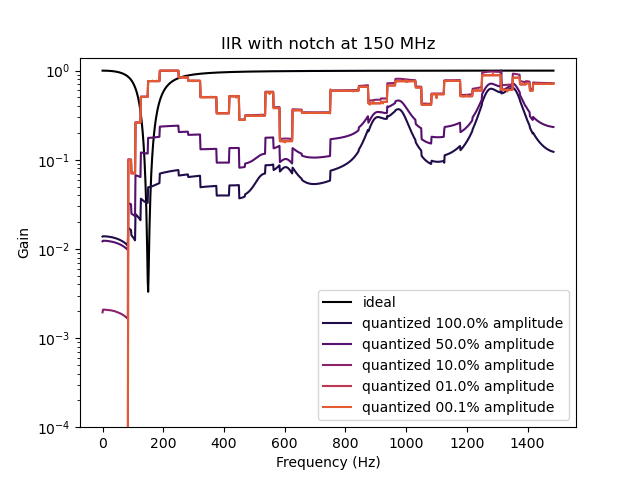 IIR with notch at 150 MHz
10⁰
10⁻¹
10⁻²
10⁻³
10⁻⁴
Gain
ideal
quantized 100.0% amplitude
quantized 50.0% amplitude
quantized 10.0% amplitude
quantized 01.0% amplitude
quantized 00.1% amplitude
0 200 400 600 800 1000 1200 1400
Frequency (Hz)